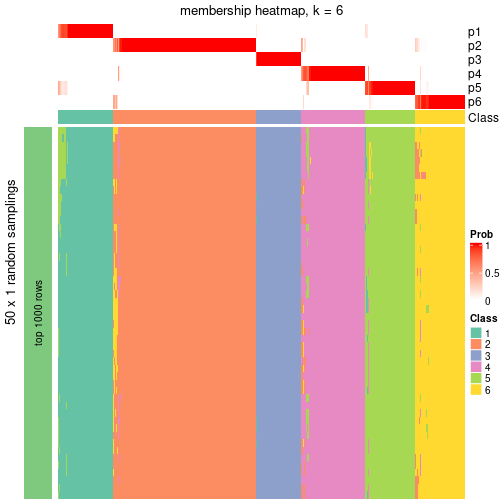 membership heatmap, k = 6
p1
p2
p3
p4
p5
p6
Class
50 x 1 random samplings
top 1000 rows
Prob
1
0.5
0
Class
1
2
3
4
5
6